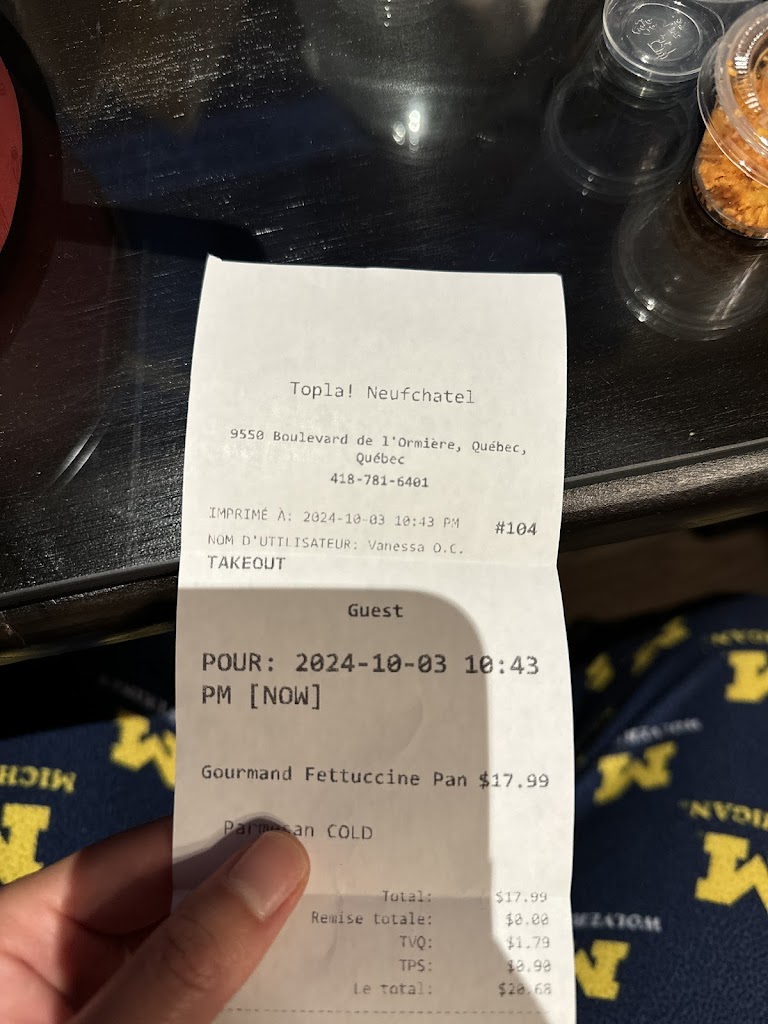 Topla! Neufchatel
9550 Boulevard de l'Ormière, Québec,
Québec
418-781-6401
IMPRIMÉ À: 2024-10-03 10:43 PM #104
NOM D'UTILISATEUR: Vanessa O.C.
TAKEOUT
Guest
POUR: 2024-10-03 10:43
PM [NOW]
Gourmand Fettuccine Pan $17.99
Parmesan COLD
Total: $17.99
Remise totale: $0.00
TVQ: $1.79
TPS: $0.90
Le total: $20.68
MICHIGAN
M
M
M
M
M
WOLVER